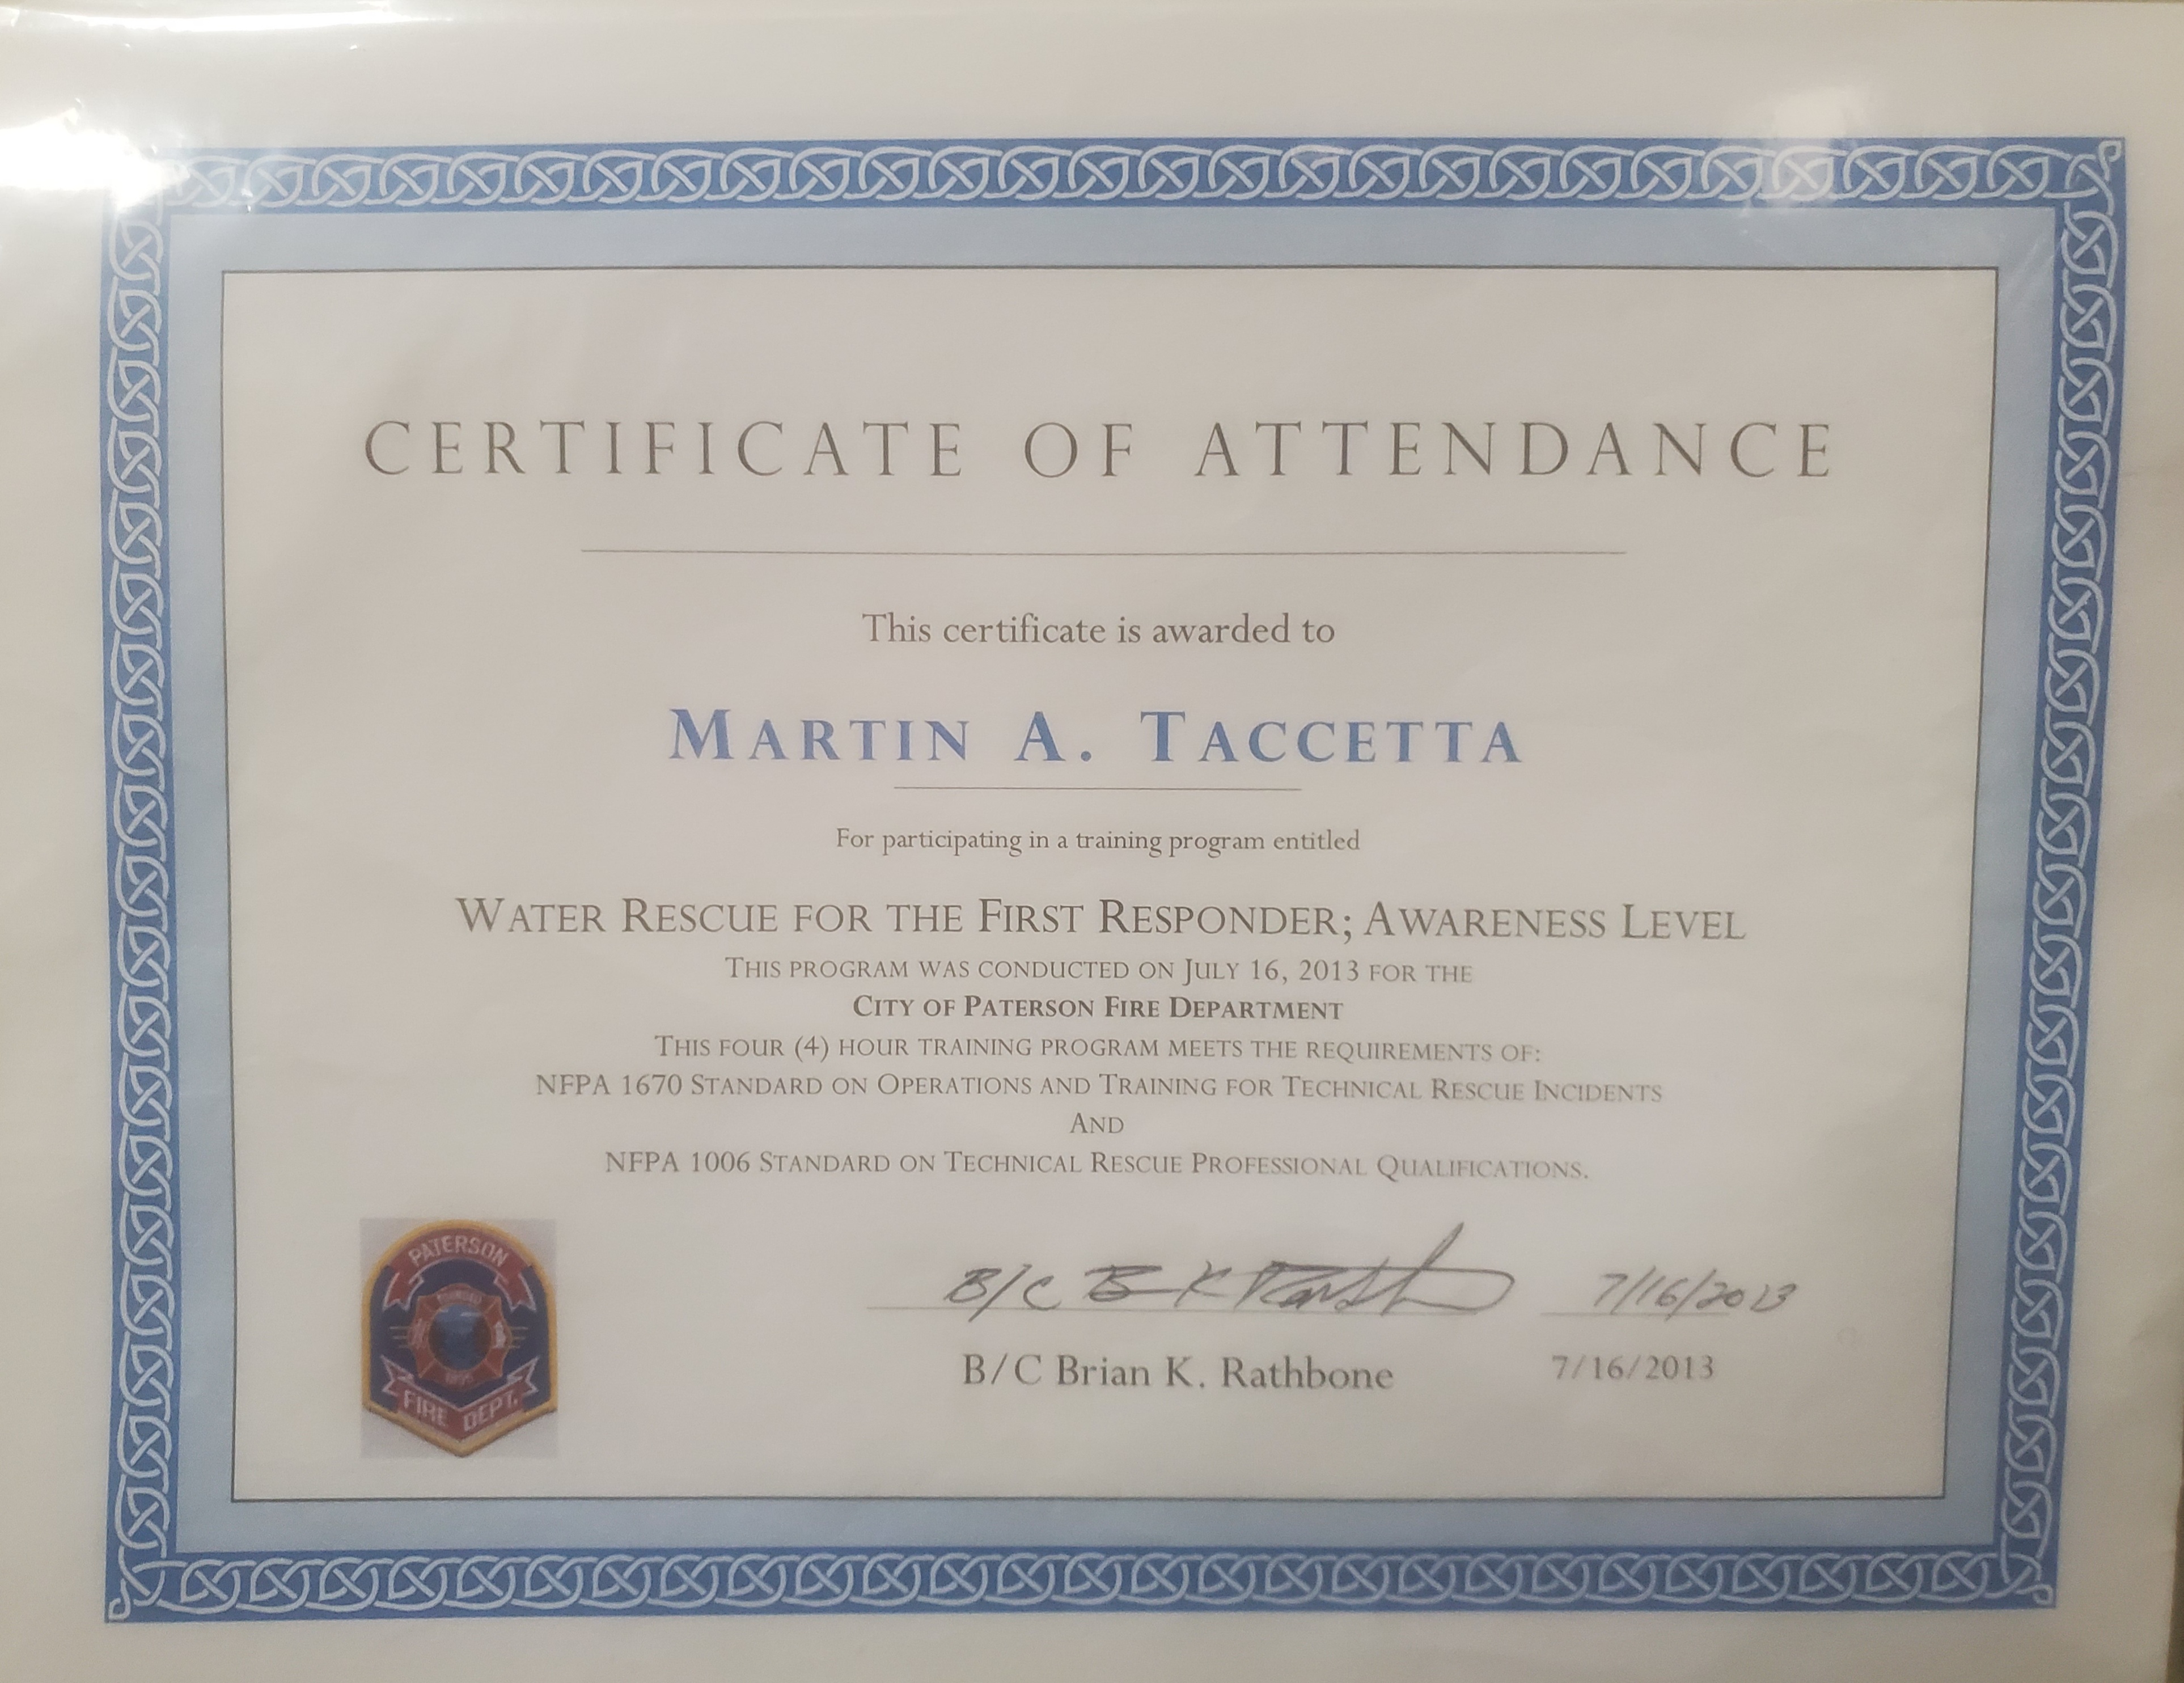 CERTIFICATE OF ATTENDANCE
This certificate is awarded to
MARTIN A. TACCETTA
For participating in a training program entitled
WATER RESCUE FOR THE FIRST RESPONDER; AWARENESS LEVEL
THIS PROGRAM WAS CONDUCTED ON JULY 16, 2013 FOR THE
CITY OF PATERSON FIRE DEPARTMENT
THIS FOUR (4) HOUR TRAINING PROGRAM MEETS THE REQUIREMENTS OF:
NFPA 1670 STANDARD ON OPERATIONS AND TRAINING FOR TECHNICAL RESCUE INCIDENTS
AND
NFPA 1006 STANDARD ON TECHNICAL RESCUE PROFESSIONAL QUALIFICATIONS.
PATERSON
FIRE DEPT.
B/C 7/16/2013
B/C Brian K. Rathbone 7/16/2013